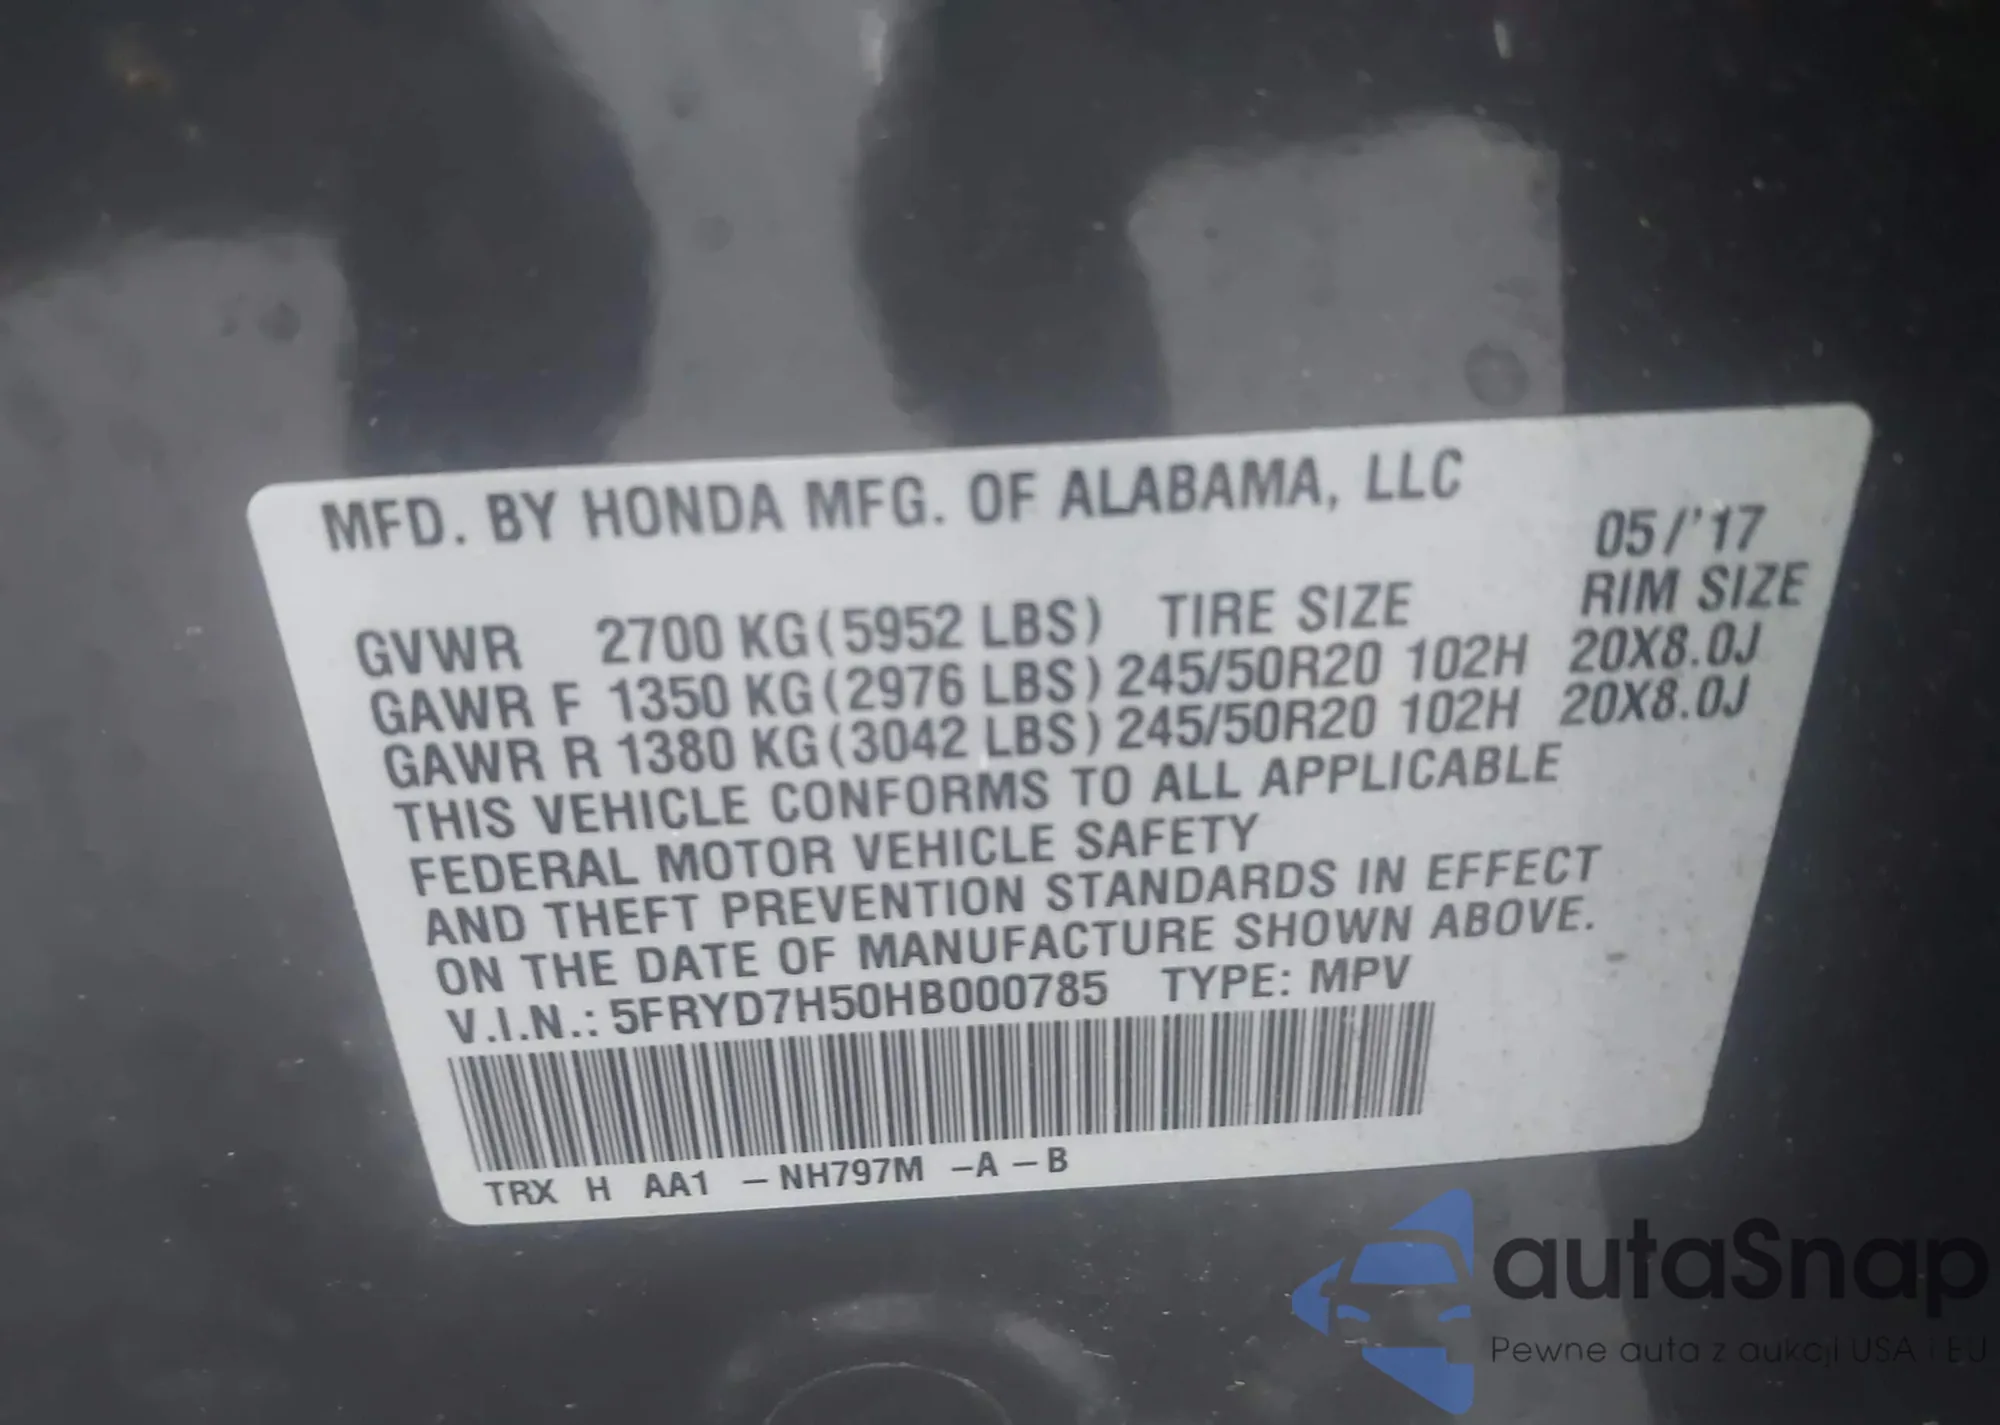 MFD. BY HONDA MFG. OF ALABAMA, LLC
05/'17
GVWR 2700 KG(5952 LBS) TIRE SIZE RIM SIZE
GAWR F 1350 KG(2976 LBS) 245/50R20 102H 20X8.0J
GAWR R 1380 KG(3042 LBS) 245/50R20 102H 20X8.0J
THIS VEHICLE CONFORMS TO ALL APPLICABLE
FEDERAL MOTOR VEHICLE SAFETY
AND THEFT PREVENTION STANDARDS IN EFFECT
ON THE DATE OF MANUFACTURE SHOWN ABOVE.
V.I.N.: 5FRYD7H50HB000785 TYPE: MPV
TRX H AA1 –NH797M –A –B
autaSnap
Pewne auta z aukcji USA i EU